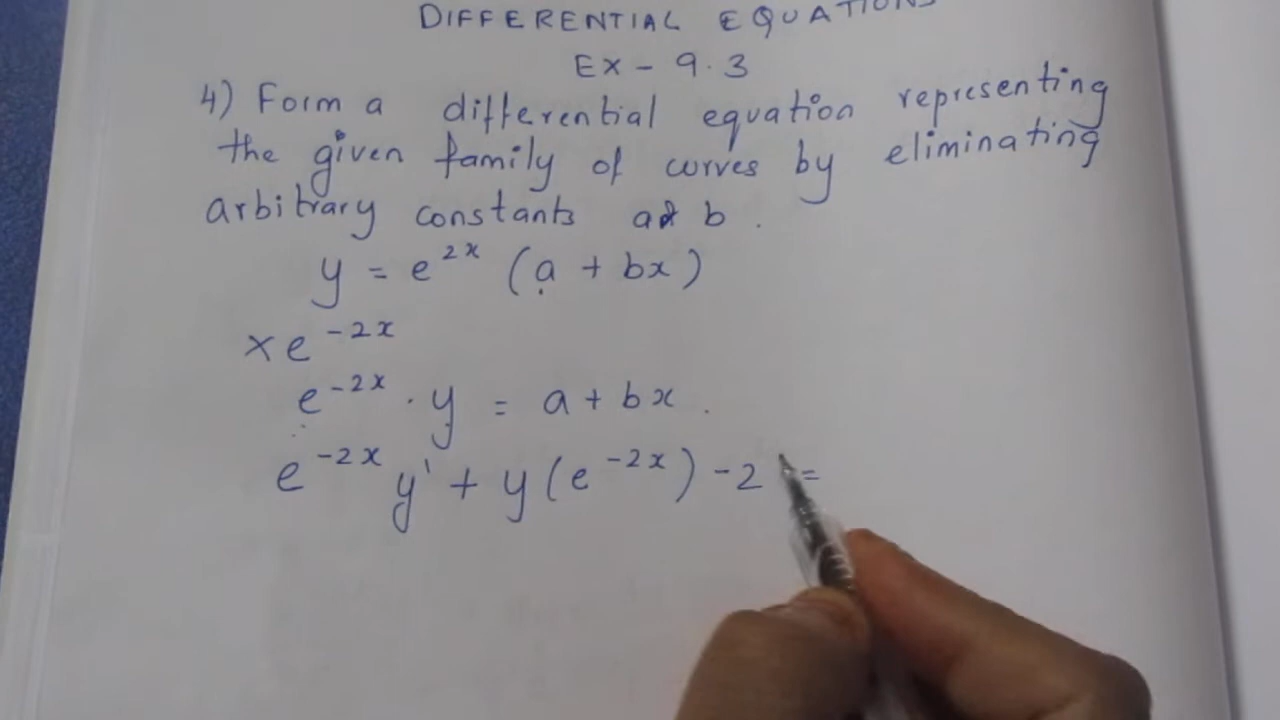 DIFFERENTIAL EQUATIONS
EX - 9.3
4) Form a differential equation representing
the given family of curves by eliminating
arbitrary constants a & b .
y = e^{2x} (a + bx)
× e^{-2x}
e^{-2x} . y = a + bx .
e^{-2x} y' + y (e^{-2x}) -2 =